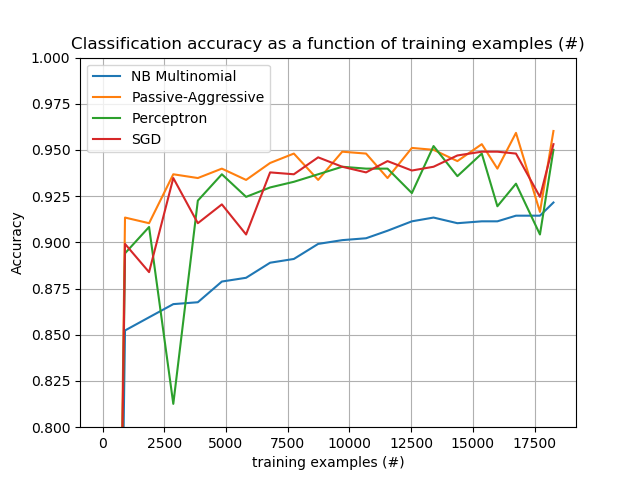 Classification accuracy as a function of training examples (#)
1.000
0.975
0.950
0.925
0.900
0.875
0.850
0.825
0.800
Accuracy
NB Multinomial
Passive-Aggressive
Perceptron
SGD
0 2500 5000 7500 10000 12500 15000 17500
training examples (#)